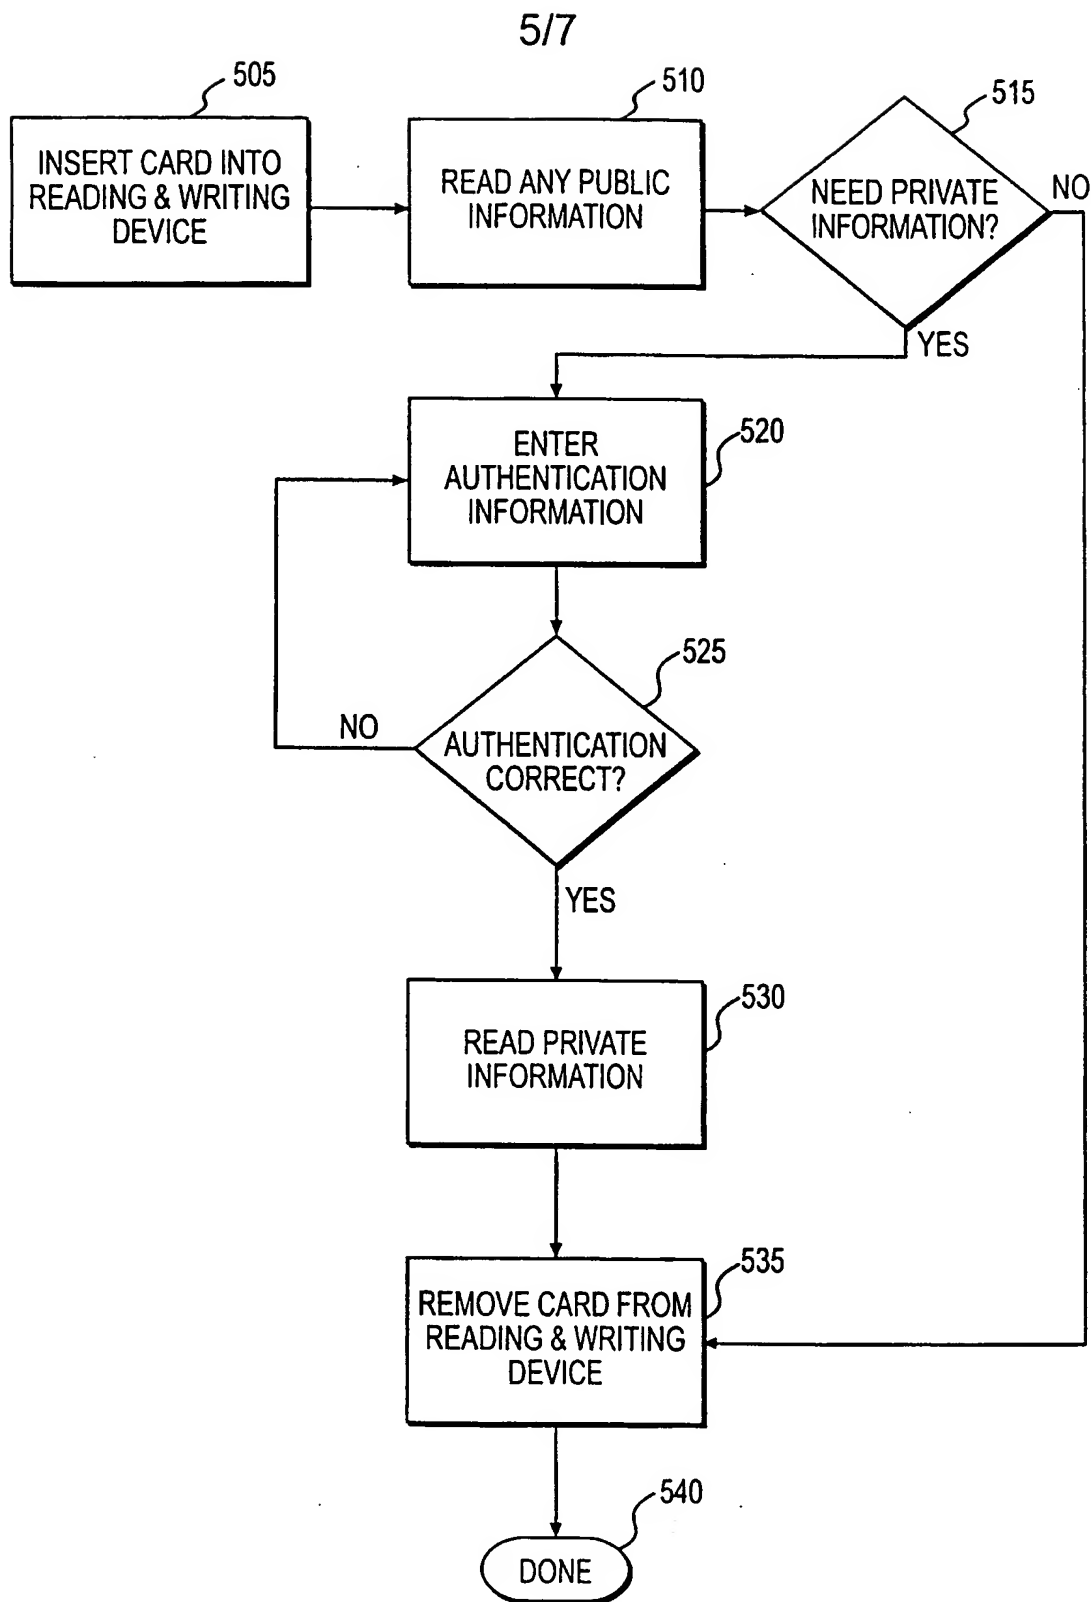 5/7
505
INSERT CARD INTO
READING & WRITING
DEVICE
510
READ ANY PUBLIC
INFORMATION
515
NEED PRIVATE
INFORMATION?
NO
YES
520
ENTER
AUTHENTICATION
INFORMATION
525
AUTHENTICATION
CORRECT?
NO
YES
530
READ PRIVATE
INFORMATION
535
REMOVE CARD FROM
READING & WRITING
DEVICE
540
DONE